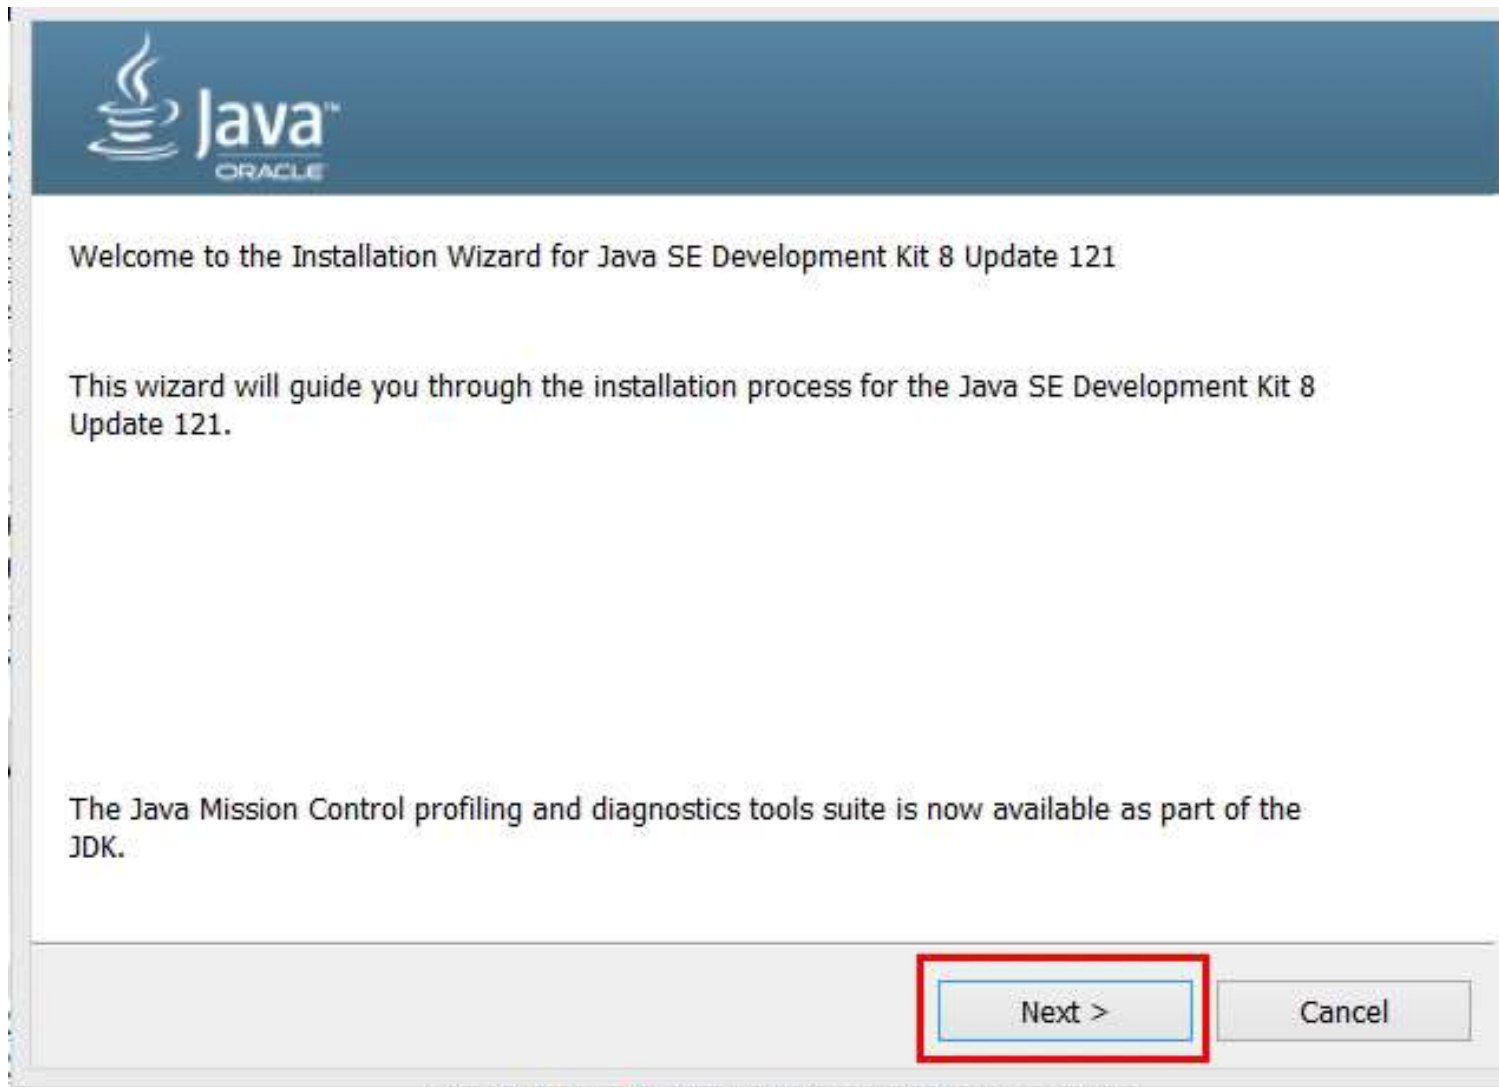 Java™
ORACLE
Welcome to the Installation Wizard for Java SE Development Kit 8 Update 121
This wizard will guide you through the installation process for the Java SE Development Kit 8
Update 121.
The Java Mission Control profiling and diagnostics tools suite is now available as part of the
JDK.
Next >
Cancel